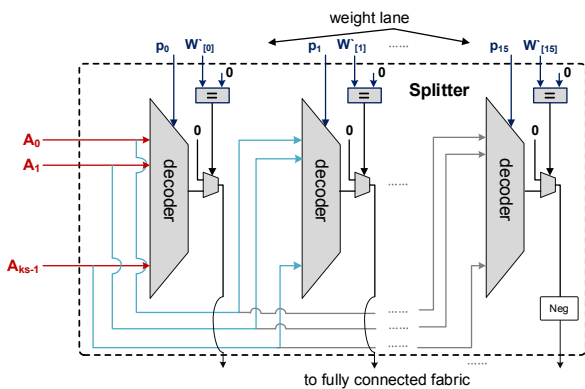 weight lane
p0 W`[0] p1 W`[1] ...... p15 W`[15]
0 0 0
= = Splitter =
0 0 0
A0
A1
Aks-1
decoder decoder decoder
......
......
......
......
......
......
Neg
......
to fully connected fabric